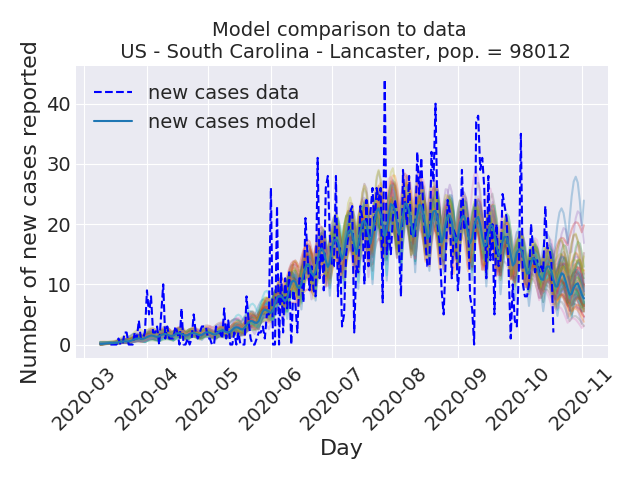 Model comparison to data
US - South Carolina - Lancaster, pop. = 98012
Number of new cases reported
40
30
20
10
0
new cases data
new cases model
2020-03
2020-04
2020-05
2020-06
2020-07
2020-08
2020-09
2020-10
2020-11
Day